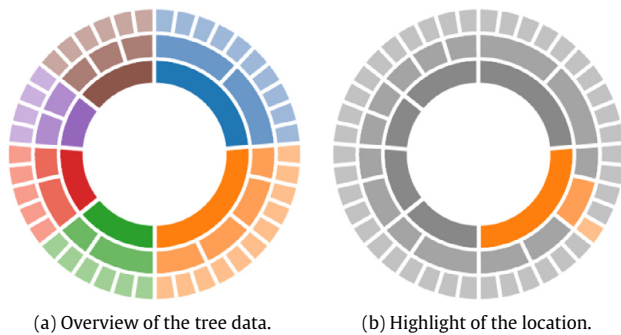 (a) Overview of the tree data.
(b) Highlight of the location.